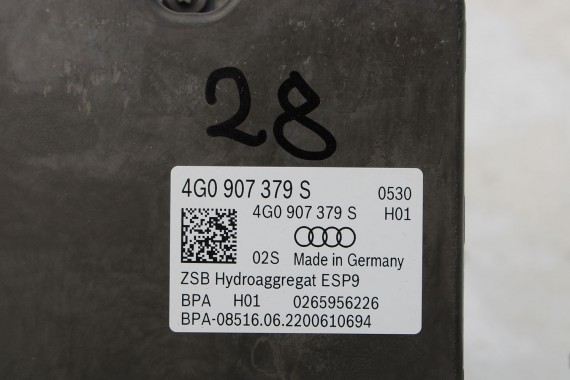 28
4G0 907 379 S 0530
4G0 907 379 S H01
02S Made in Germany
ZSB Hydroaggregat ESP9
BPA H01 0265956226
BPA-08516.06.2200610694